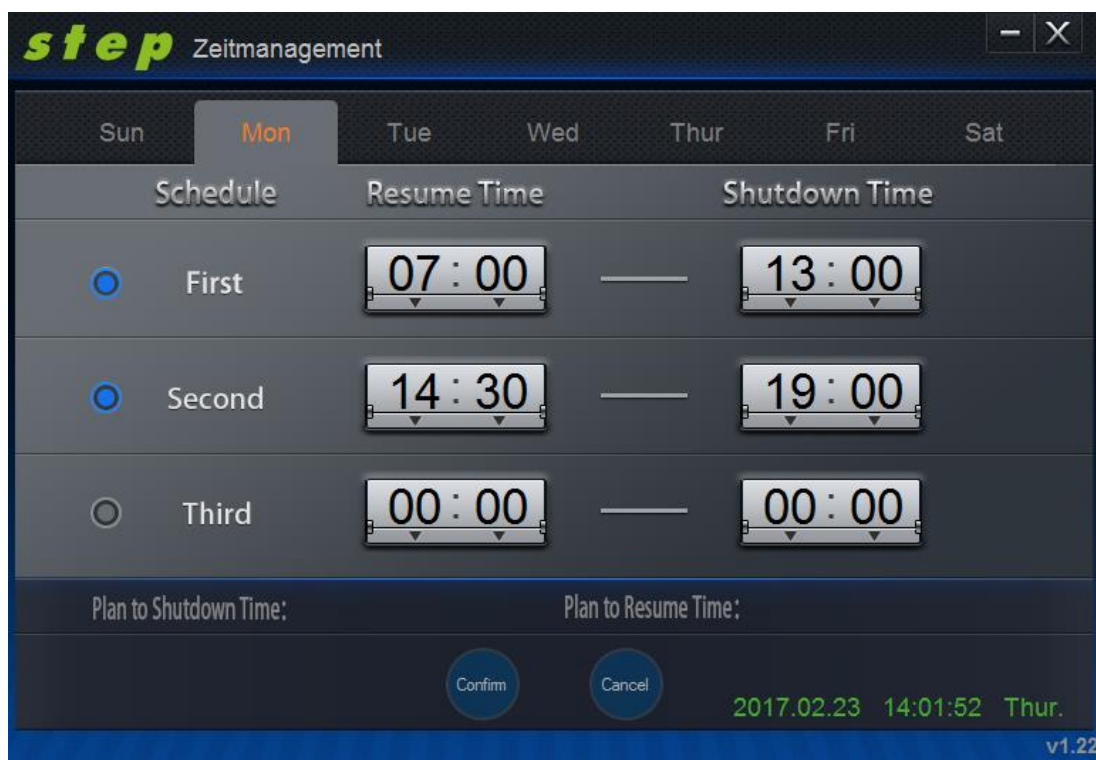 step Zeitmanagement
Sun Mon Tue Wed Thur Fri Sat
Schedule Resume Time Shutdown Time
First 07:00 13:00
Second 14:30 19:00
Third 00:00 00:00
Plan to Shutdown Time: Plan to Resume Time:
Confirm Cancel
2017.02.23 14:01:52 Thur.
v1.22